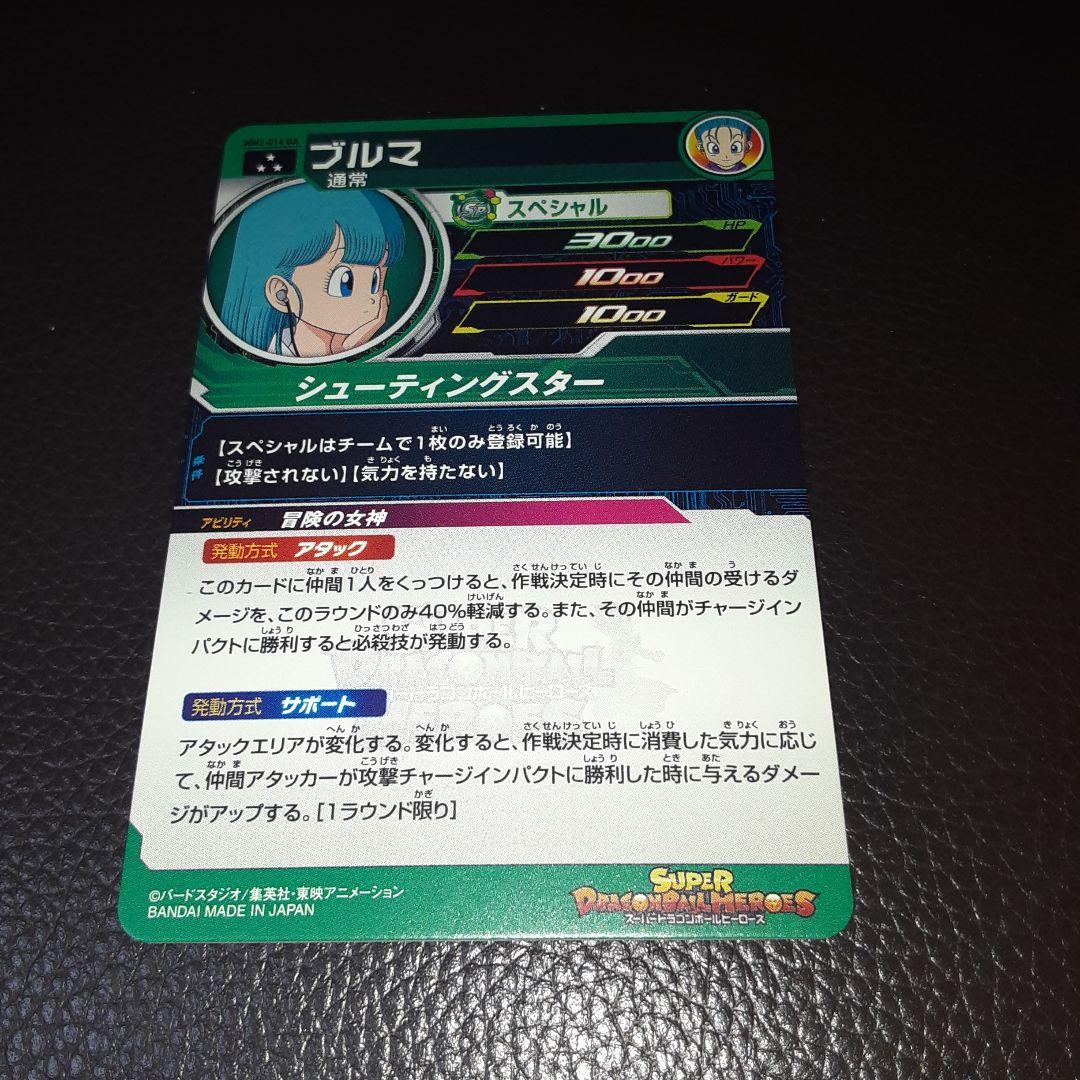 MM2-014 DA
ブルマ
通常
SP スペシャル
HP
3000
パワー
1000
ガード
1000
シューティングスター
【スペシャルはチームで1枚のみ登録可能】
【攻撃されない】【気力を持たない】
アビリティ 冒険の女神
発動方式 アタック
このカードに仲間1人をくっつけると、作戦決定時にその仲間の受けるダ
メージを、このラウンドのみ40%軽減する。また、その仲間がチャージイン
パクトに勝利すると必殺技が発動する。
発動方式 サポート
アタックエリアが変化する。変化すると、作戦決定時に消費した気力に応じ
て、仲間アタッカーが攻撃チャージインパクトに勝利した時に与えるダメー
ジがアップする。[1ラウンド限り]
©バードスタジオ/集英社・東映アニメーション
BANDAI MADE IN JAPAN
SUPER
DRAGONBALL HEROES
スーパードラゴンボールヒーローズ